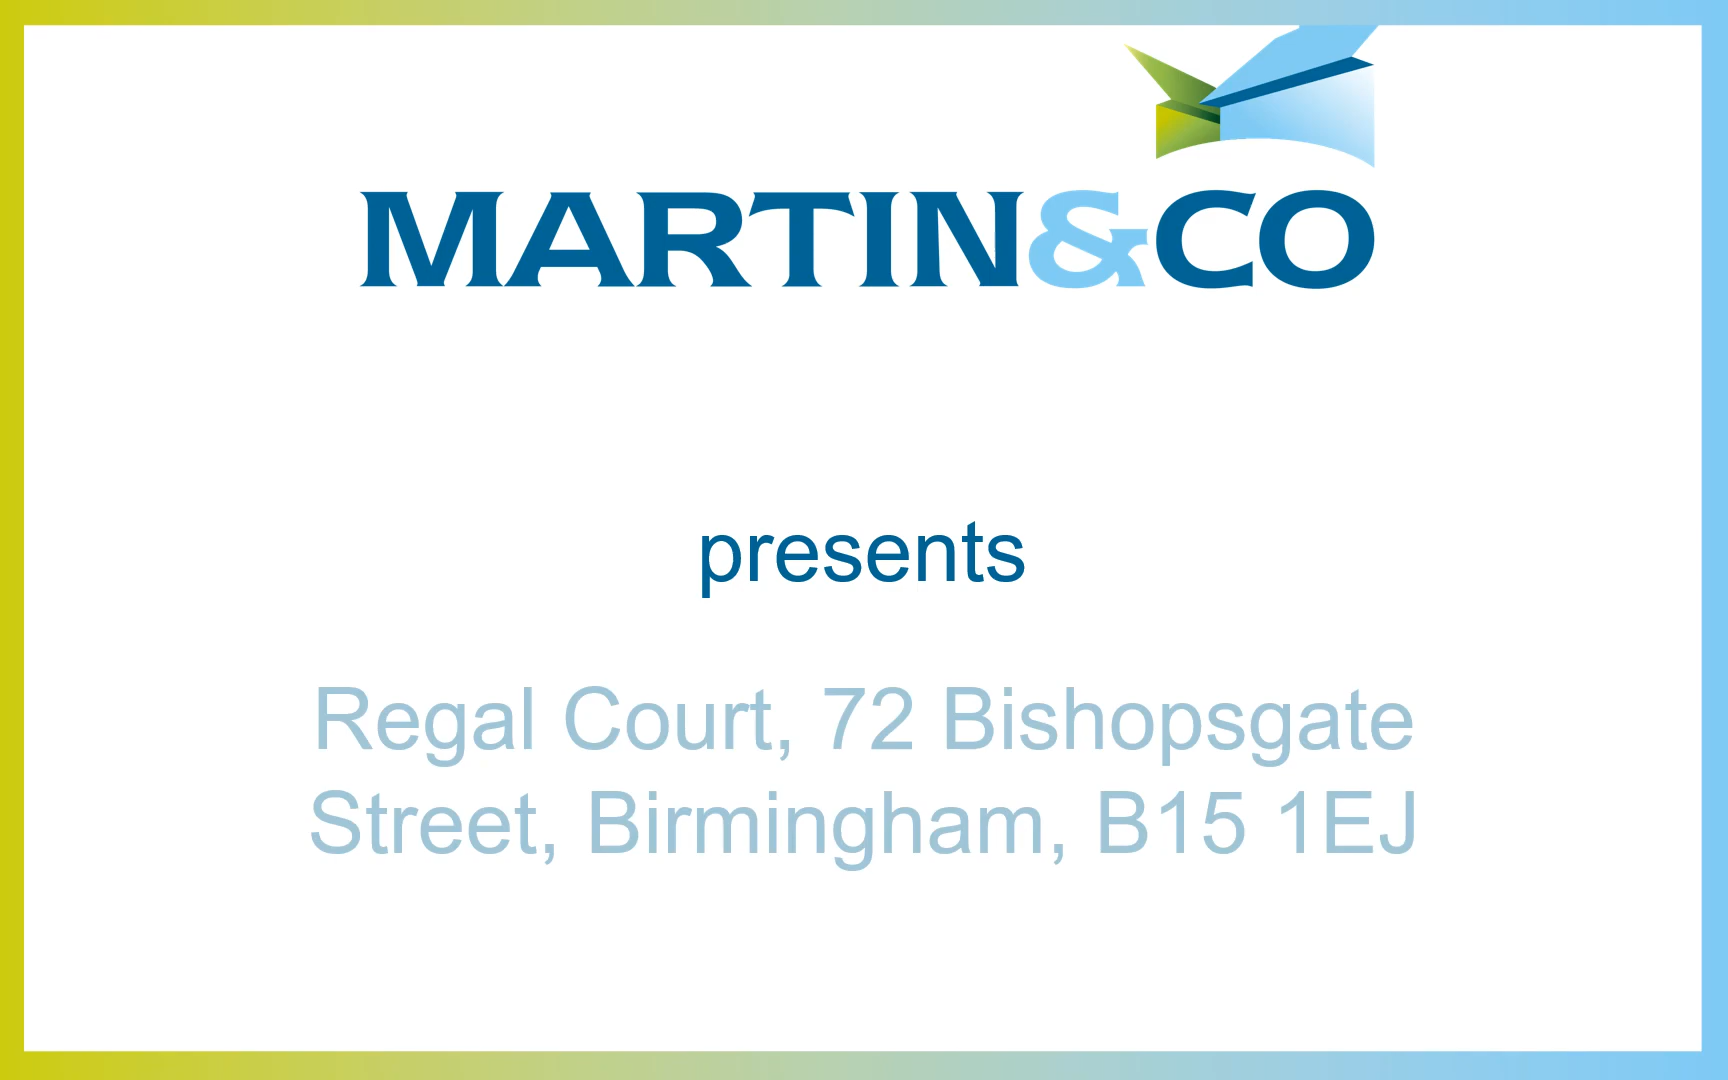 MARTIN&CO
presents
Regal Court, 72 Bishopsgate
Street, Birmingham, B15 1EJ